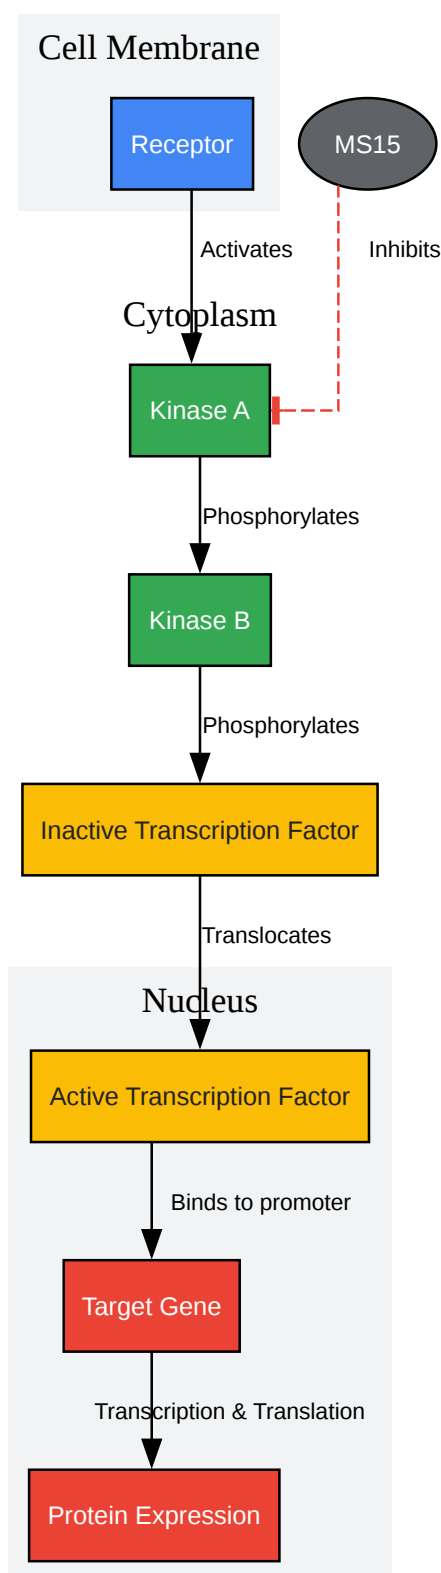 Cell Membrane
Receptor
MS15
Activates
Inhibits
Cytoplasm
Kinase A
Phosphorylates
Kinase B
Phosphorylates
Inactive Transcription Factor
Translocates
Nucleus
Active Transcription Factor
Binds to promoter
Target Gene
Transcription & Translation
Protein Expression